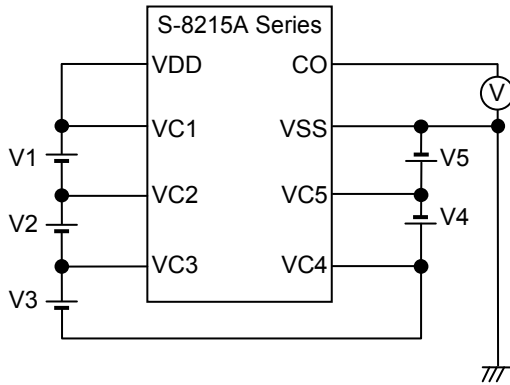 S-8215A Series
VDD
CO
V
VC1
VSS
V1
V5
VC2
VC5
V2
V4
VC3
VC4
V3